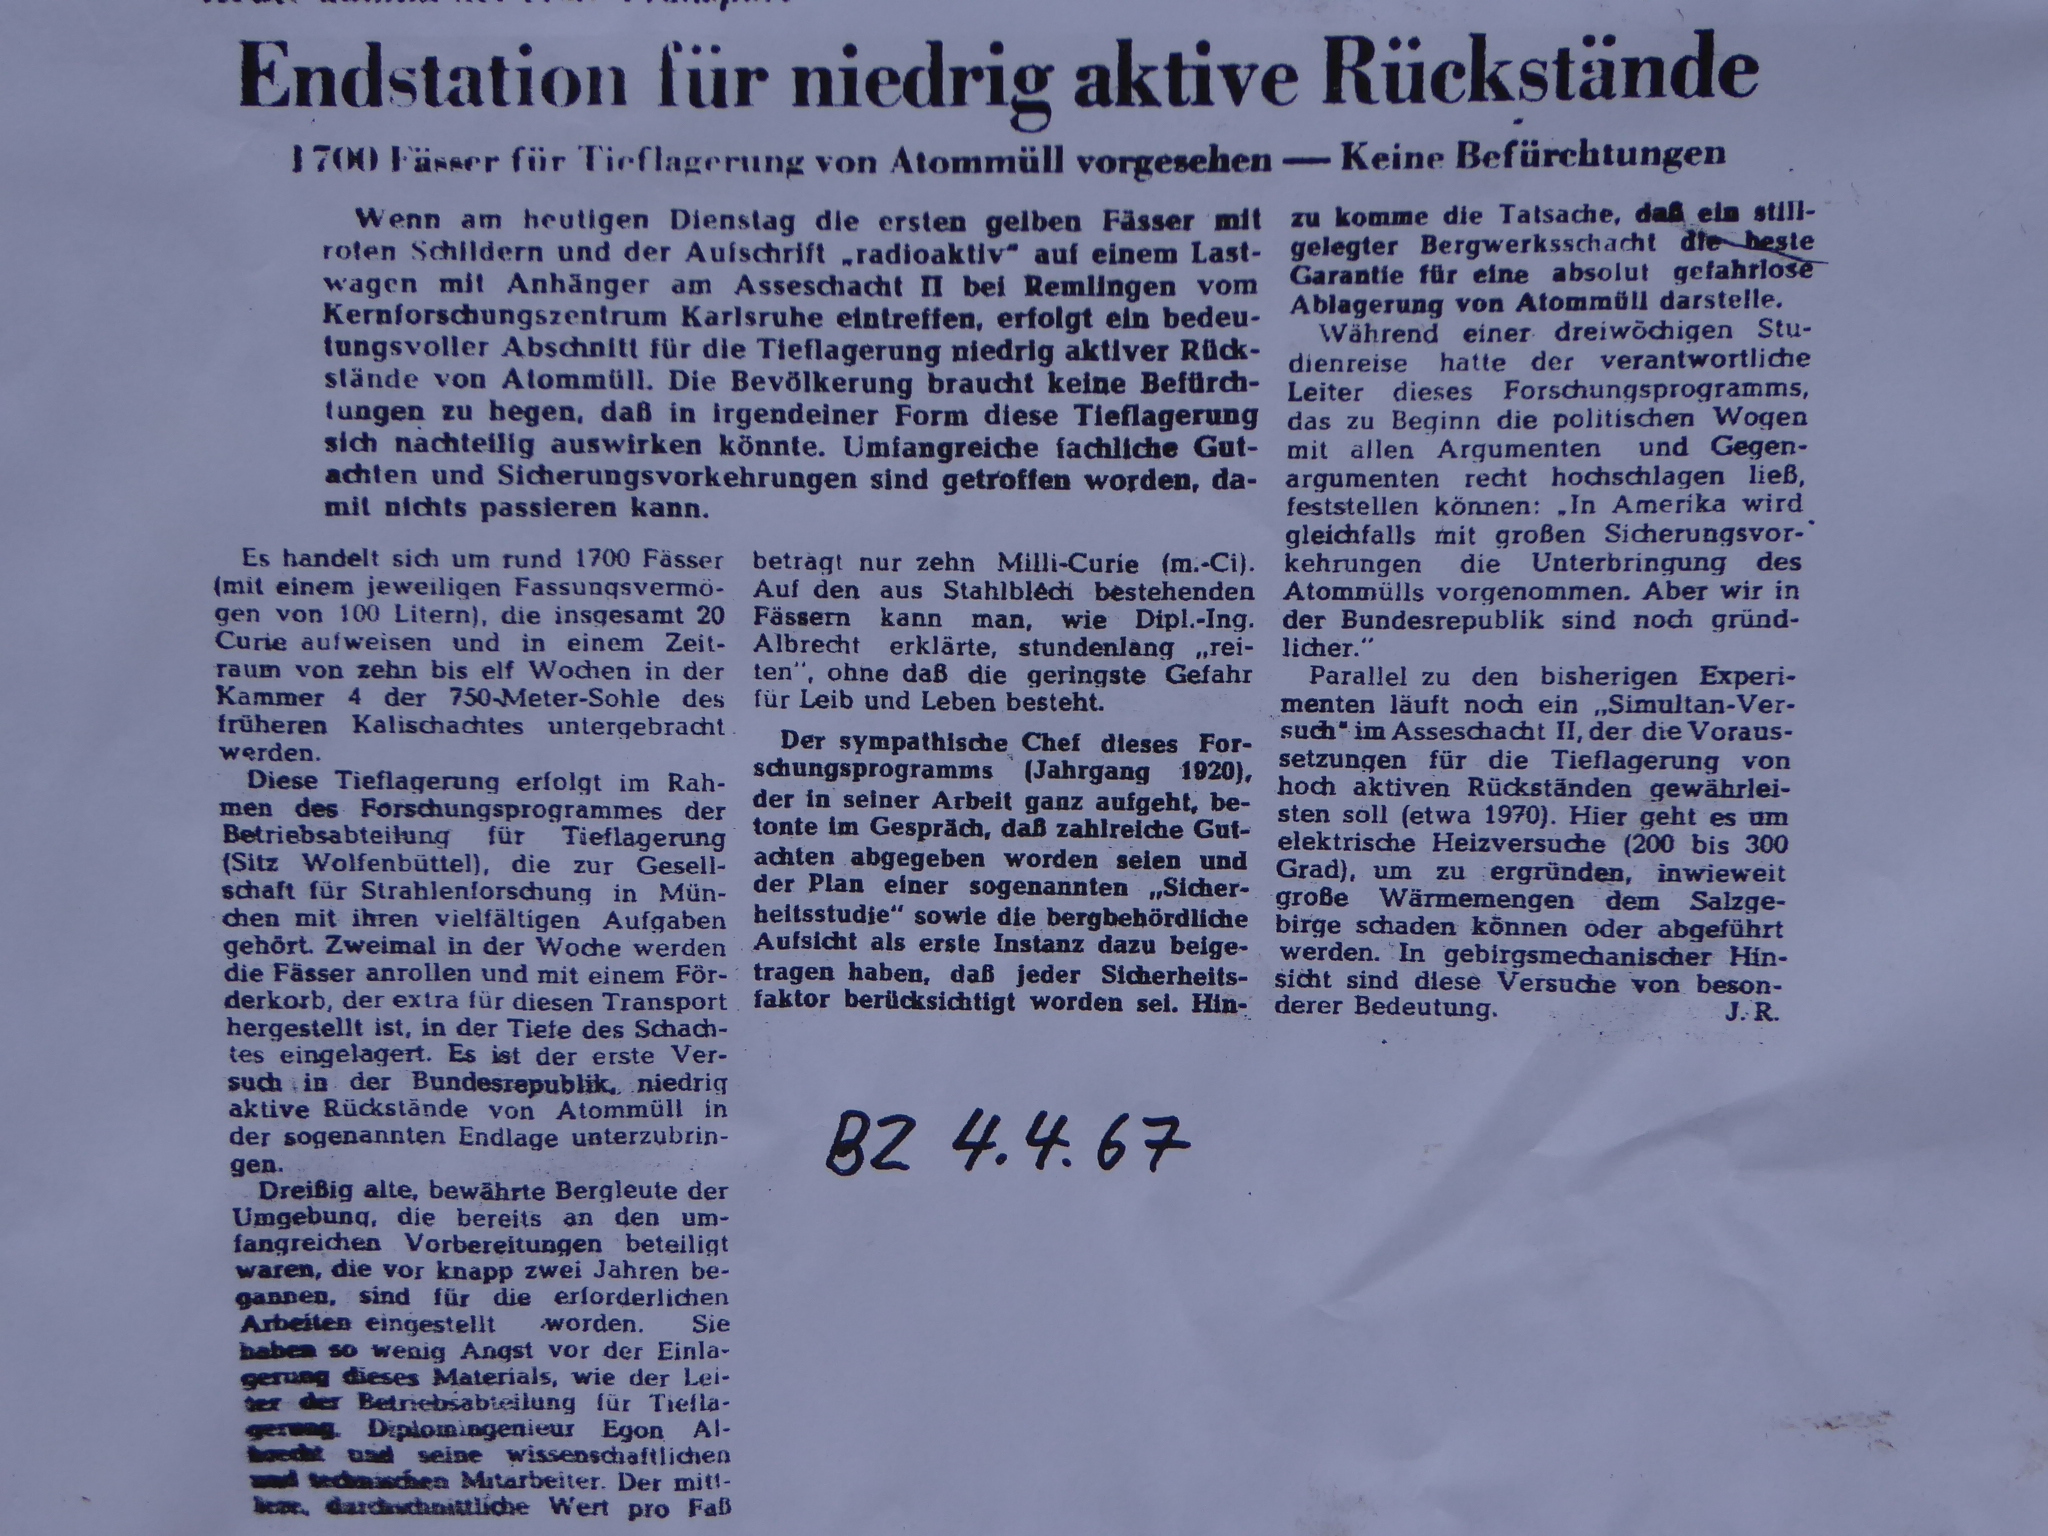 Endstation für niedrig aktive Rückstände
1700 Fässer für Tieflagerung von Atommüll vorgesehen — Keine Befürchtungen
Wenn am heutigen Dienstag die ersten gelben Fässer mit
roten Schildern und der Aufschrift „radioaktiv“ auf einem Last-
wagen mit Anhänger am Asseschacht II bei Remlingen vom
Kernforschungszentrum Karlsruhe eintreffen, erfolgt ein bedeu-
tungsvoller Abschnitt für die Tieflagerung niedrig aktiver Rück-
stände von Atommüll. Die Bevölkerung braucht keine Befürch-
tungen zu hegen, daß in irgendeiner Form diese Tieflagerung
sich nachteilig auswirken könnte. Umfangreiche fachliche Gut-
achten und Sicherungsvorkehrungen sind getroffen worden, da-
mit nichts passieren kann.
Es handelt sich um rund 1700 Fässer
(mit einem jeweiligen Fassungsvermö-
gen von 100 Litern), die insgesamt 20
Curie aufweisen und in einem Zeit-
raum von zehn bis elf Wochen in der
Kammer 4 der 750-Meter-Sohle des
früheren Kalischachtes untergebracht
werden.
Diese Tieflagerung erfolgt im Rah-
men des Forschungsprogrammes der
Betriebsabteilung für Tieflagerung
(Sitz Wolfenbüttel), die zur Gesell-
schaft für Strahlenforschung in Mün-
chen mit ihren vielfältigen Aufgaben
gehört. Zweimal in der Woche werden
die Fässer anrollen und mit einem För-
derkorb, der extra für diesen Transport
hergestellt ist, in der Tiefe des Schach-
tes eingelagert. Es ist der erste Ver-
such in der Bundesrepublik, niedrig
aktive Rückstände von Atommüll in
der sogenannten Endlage unterzubrin-
gen.
Dreißig alte, bewährte Bergleute der
Umgebung, die bereits an den um-
fangreichen Vorbereitungen beteiligt
waren, die vor knapp zwei Jahren be-
gannen, sind für die erforderlichen
Arbeiten eingestellt worden. Sie
haben so wenig Angst vor der Einla-
gerung dieses Materials, wie der Lei-
ter der Betriebsabteilung für Tiefla-
gerung, Diplomingenieur Egon Al-
brecht und seine wissenschaftlichen
und technischen Mitarbeiter. Der mitt-
lere, durchschnittliche Wert pro Faß
beträgt nur zehn Milli-Curie (m.-Ci).
Auf den aus Stahlblech bestehenden
Fässern kann man, wie Dipl.-Ing.
Albrecht erklärte, stundenlang „rei-
ten“, ohne daß die geringste Gefahr
für Leib und Leben besteht.
Der sympathische Chef dieses For-
schungsprogramms (Jahrgang 1920),
der in seiner Arbeit ganz aufgeht, be-
tonte im Gespräch, daß zahlreiche Gut-
achten abgegeben worden seien und
der Plan einer sogenannten „Sicher-
heitsstudie“ sowie die bergbehördliche
Aufsicht als erste Instanz dazu beige-
tragen haben, daß jeder Sicherheits-
faktor berücksichtigt worden sei. Hin-
zu komme die Tatsache, daß ein still-
gelegter Bergwerksschacht die beste
Garantie für eine absolut gefahrlose
Ablagerung von Atommüll darstelle.
Während einer dreiwöchigen Stu-
dienreise hatte der verantwortliche
Leiter dieses Forschungsprogramms,
das zu Beginn die politischen Wogen
mit allen Argumenten und Gegen-
argumenten recht hochschlagen ließ,
feststellen können: „In Amerika wird
gleichfalls mit großen Sicherungsvor-
kehrungen die Unterbringung des
Atommülls vorgenommen. Aber wir in
der Bundesrepublik sind noch gründ-
licher.“
Parallel zu den bisherigen Experi-
menten läuft noch ein „Simultan-Ver-
such“ im Asseschacht II, der die Voraus-
setzungen für die Tieflagerung von
hoch aktiven Rückständen gewährlei-
sten soll (etwa 1970). Hier geht es um
elektrische Heizversuche (200 bis 300
Grad), um zu ergründen, inwieweit
große Wärmemengen dem Salzge-
birge schaden können oder abgeführt
werden. In gebirgsmechanischer Hin-
sicht sind diese Versuche von beson-
derer Bedeutung. J. R.
BZ 4.4.67